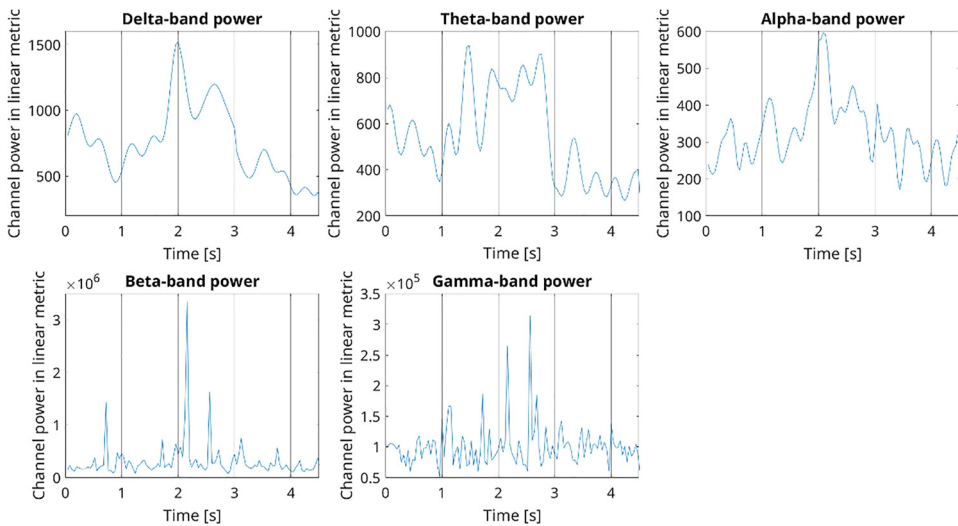 Delta-band power
Channel power in linear metric
1500
1000
500
0 1 2 3 4
Time [s]
Theta-band power
Channel power in linear metric
1000
800
600
400
200
0 1 2 3 4
Time [s]
Alpha-band power
Channel power in linear metric
600
500
400
300
200
100
0 1 2 3 4
Time [s]
Beta-band power
×10⁶
Channel power in linear metric
3
2
1
0
0 1 2 3 4
Time [s]
Gamma-band power
×10⁵
Channel power in linear metric
3.5
3
2.5
2
1.5
1
0.5
0 1 2 3 4
Time [s]